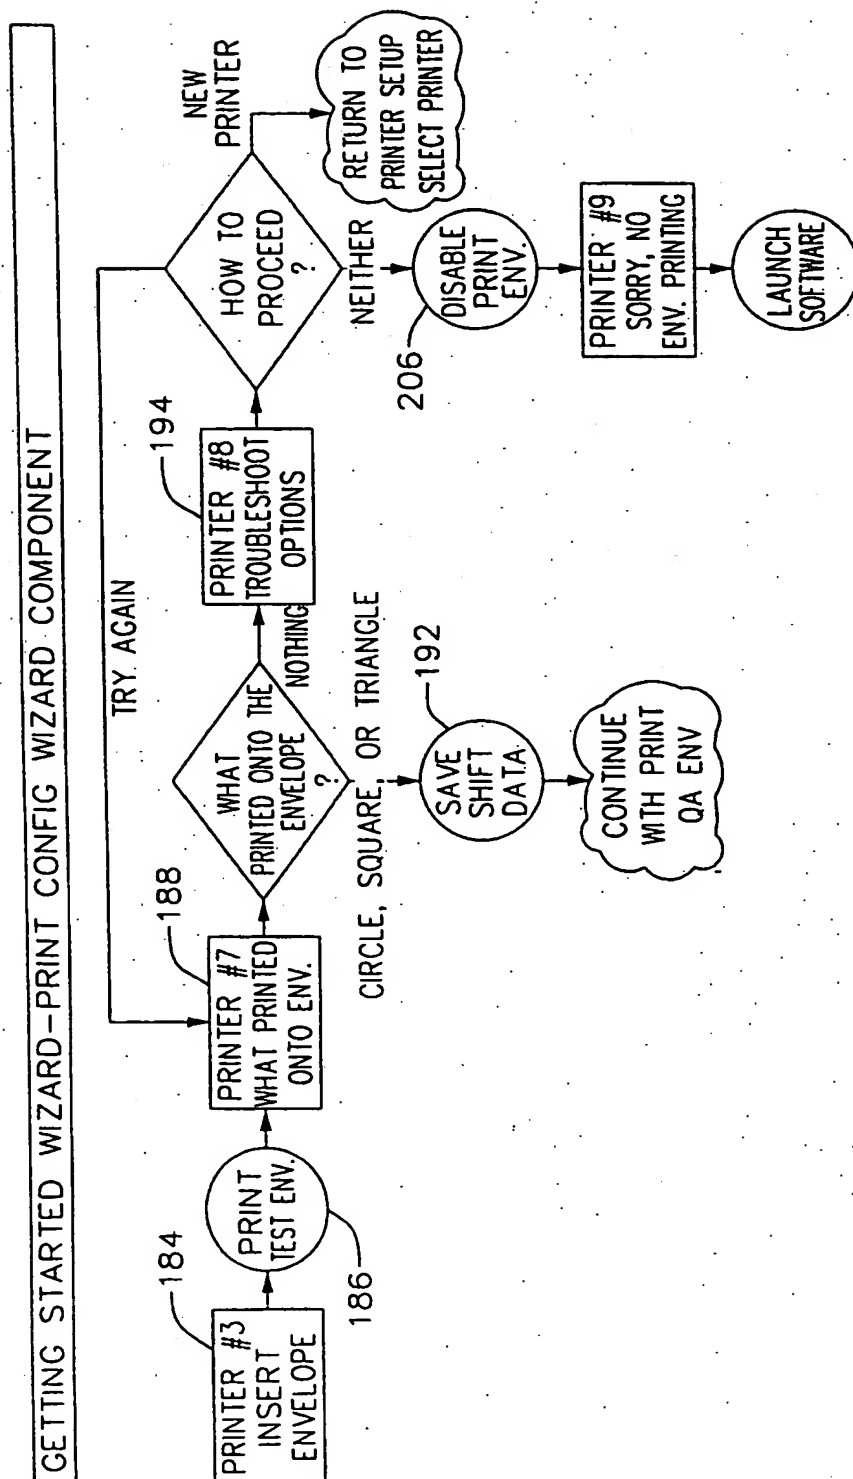 GETTING STARTED WIZARD-PRINT CONFIG WIZARD COMPONENT
TRY AGAIN
184
PRINTER #3
INSERT
ENVELOPE
PRINT
TEST ENV.
186
188
PRINTER #7
WHAT PRINTED
ONTO ENV.
WHAT
PRINTED ONTO THE
ENVELOPE
?
NOTHING
CIRCLE, SQUARE, OR TRIANGLE
192
SAVE
SHIFT
DATA
CONTINUE
WITH PRINT
QA ENV
194
PRINTER #8
TROUBLESHOOT
OPTIONS
HOW TO
PROCEED
?
NEW
PRINTER
RETURN TO
PRINTER SETUP
SELECT PRINTER
NEITHER
206
DISABLE
PRINT
ENV.
PRINTER #9
SORRY, NO
ENV. PRINTING
LAUNCH
SOFTWARE